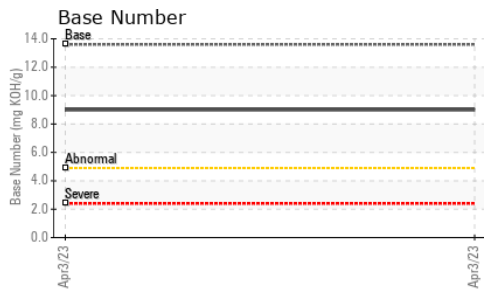 Base Number
14.0
Base
12.0
10.0
8.0
6.0
Abnormal
4.0
Severe
2.0
0.0
Base Number (mg KOH/g)
Apr3/23
Apr3/23